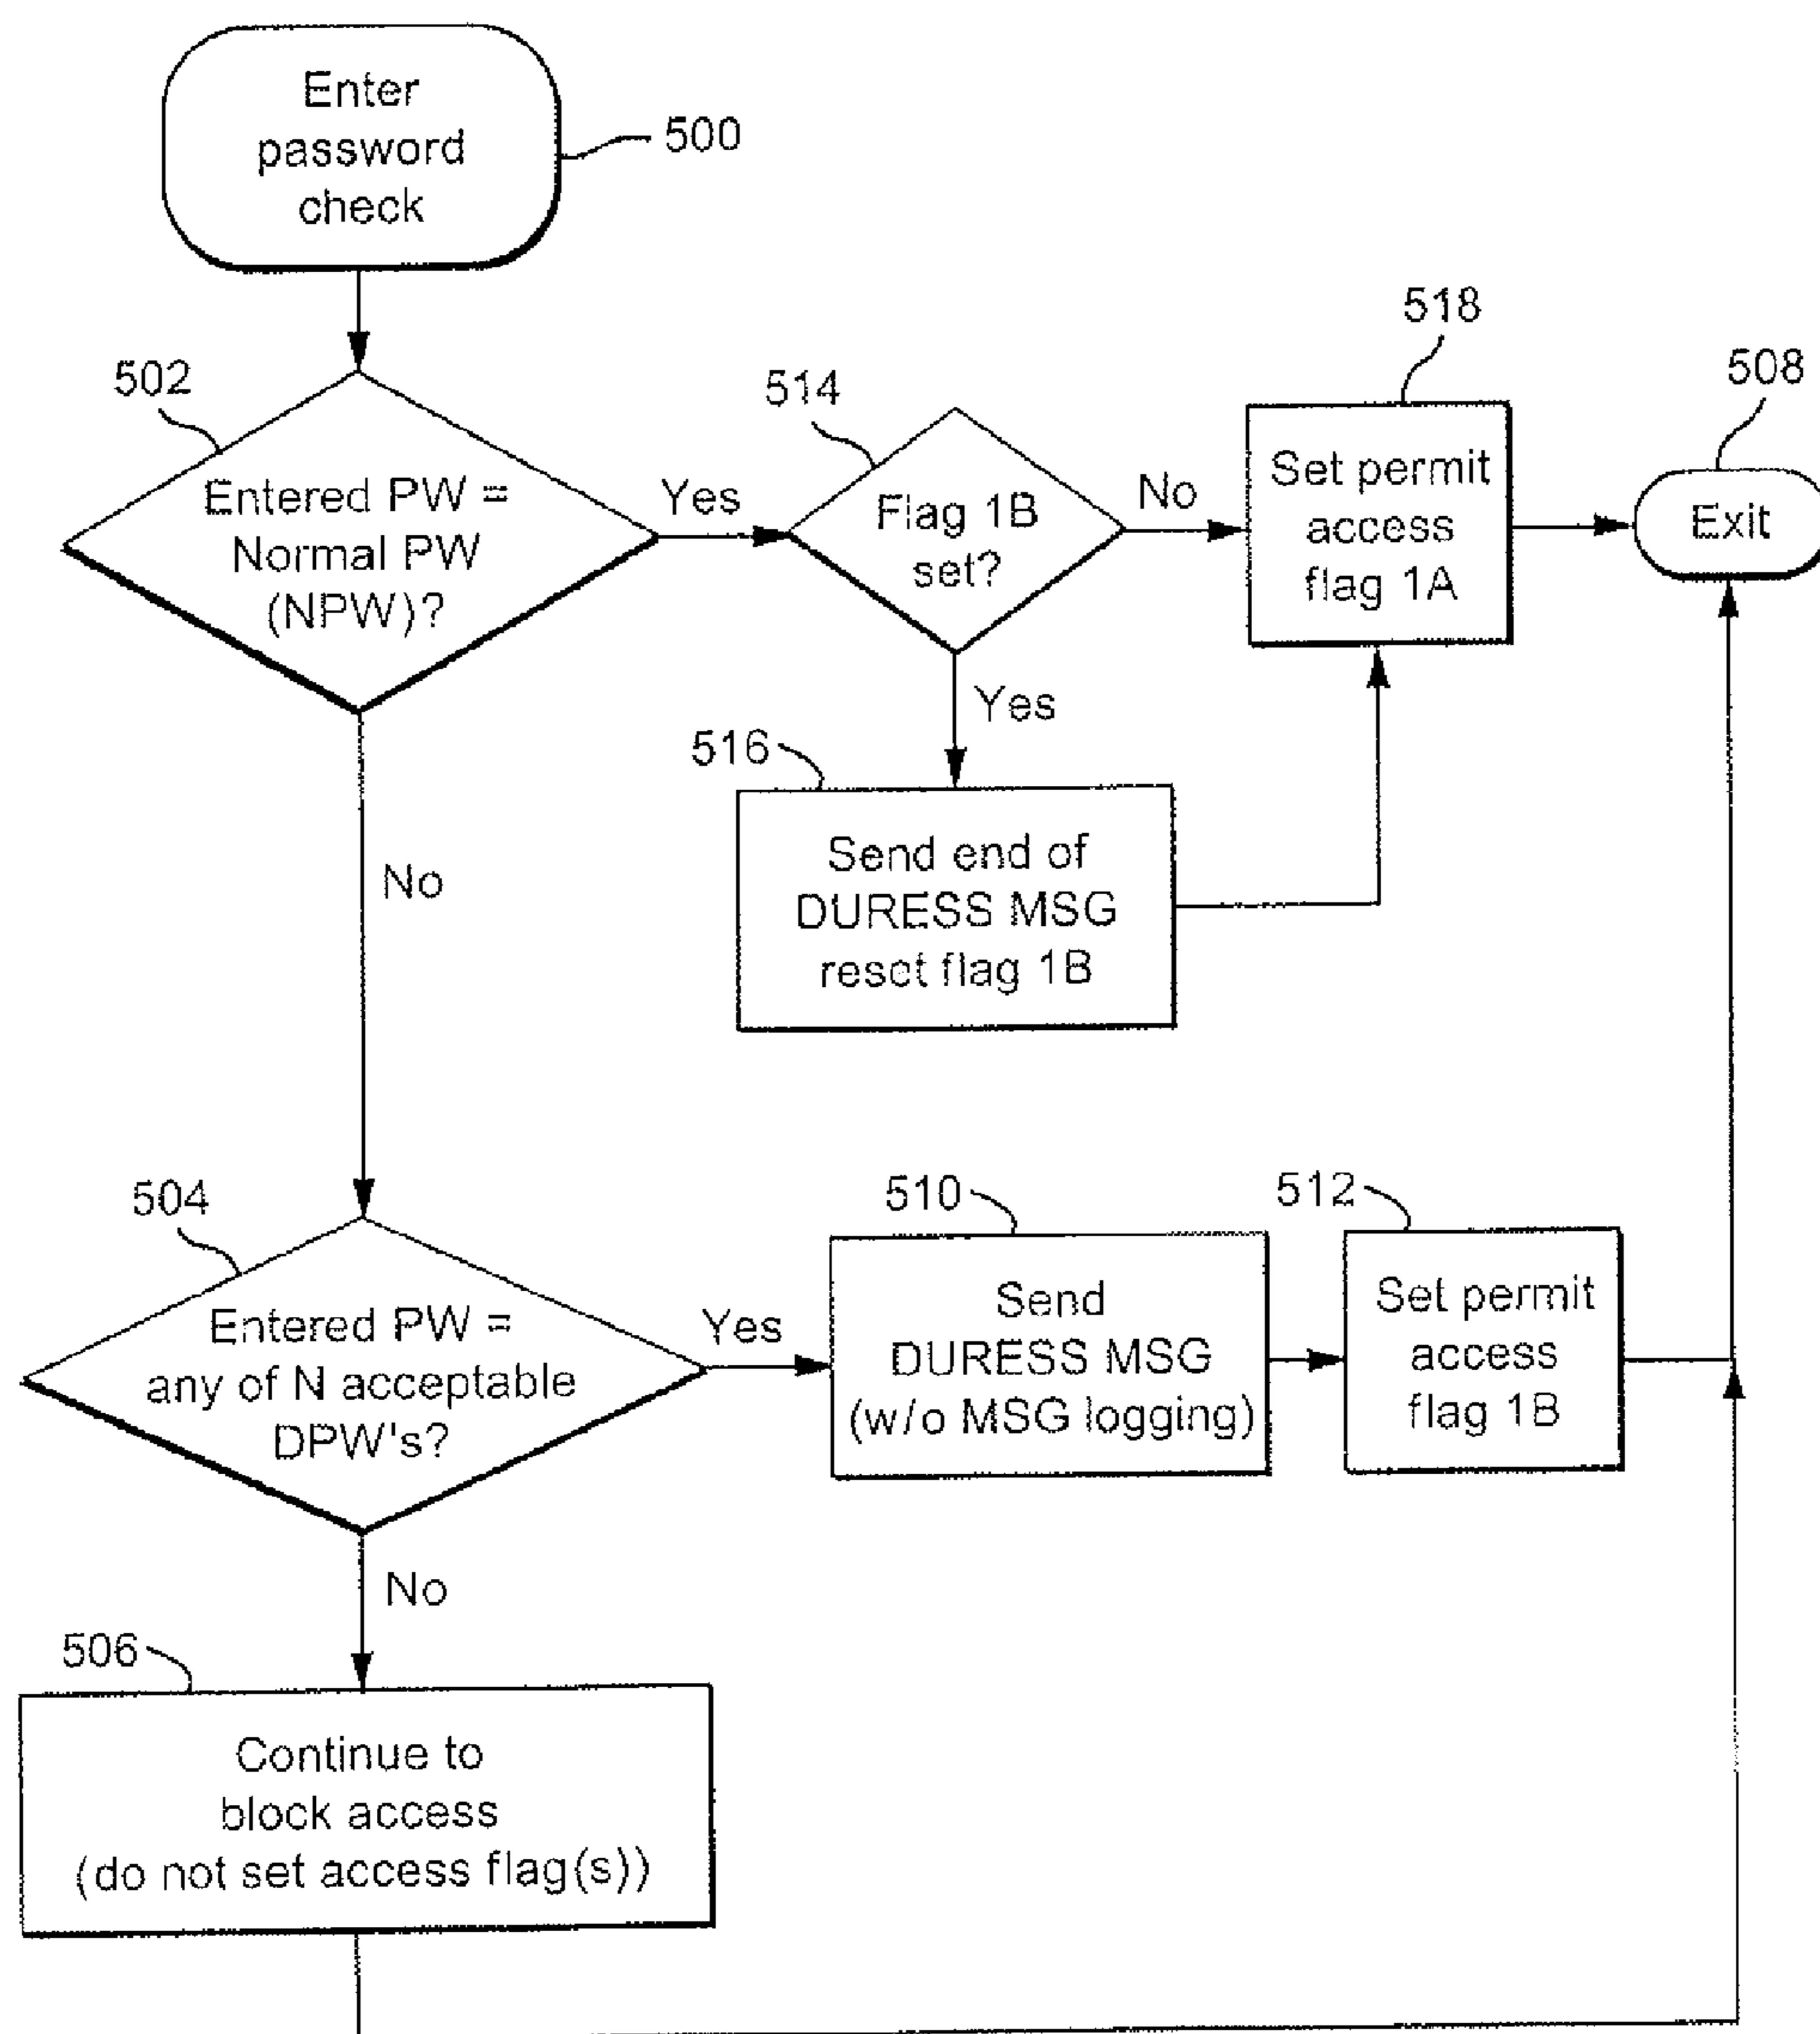 Enter
password
check
500
502
Entered PW =
Normal PW
(NPW)?
Yes
514
Flag 1B
set?
No
518
Set permit
access
flag 1A
508
Exit
Yes
516
Send end of
DURESS MSG
reset flag 1B
No
504
Entered PW =
any of N acceptable
DPW's?
Yes
510
Send
DURESS MSG
(w/o MSG logging)
512
Set permit
access
flag 1B
No
506
Continue to
block access
(do not set access flag(s))